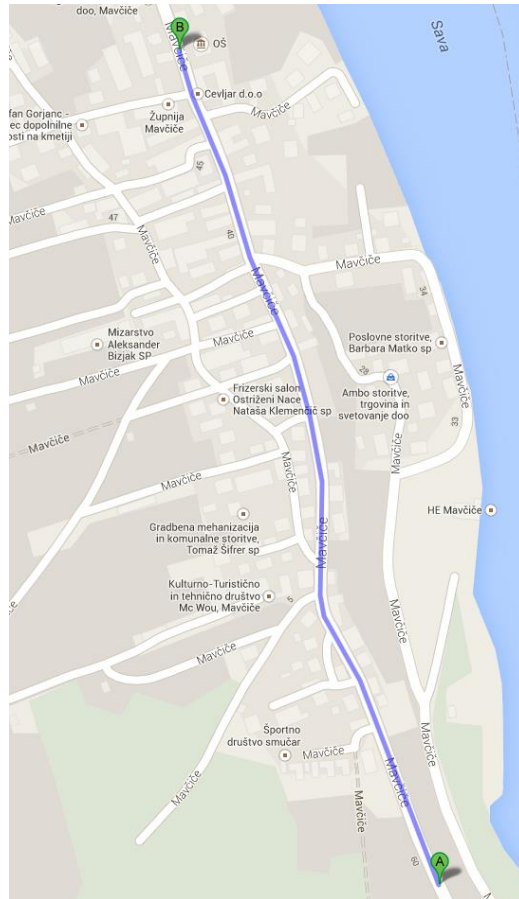 doo, Mavčiče
B
Mavčiče
OŠ
Sava
Cevljar d.o.o
Župnija
Mavčiče
fan Gorjanc -
ec dopolnilne
osti na kmetiji
45
Mavčiče
47
Mavčiče
40
Mavčiče
Mavčiče
34
Mizarstvo
Aleksander
Bizjak SP
Mavčiče
Mavčiče
Poslovne storitve,
Barbara Matko sp
28
Ambo storitve,
trgovina in
svetovanje doo
Frizerski salon
Ostriženi Nace
Nataša Klemenčič sp
33
Mavčiče
Mavčiče
Mavčiče
Mavčiče
HE Mavčiče
Gradbena mehanizacija
in komunalne storitve,
Tomaž Šifrer sp
Mavčiče
Kulturno-Turistično
in tehnično društvo
Mc Wou, Mavčiče
5
Mavčiče
Mavčiče
Športno
društvo smučar
Mavčiče
Mavčiče
Mavčiče
Mavčiče
Mavčiče
60
A
Mavčiče